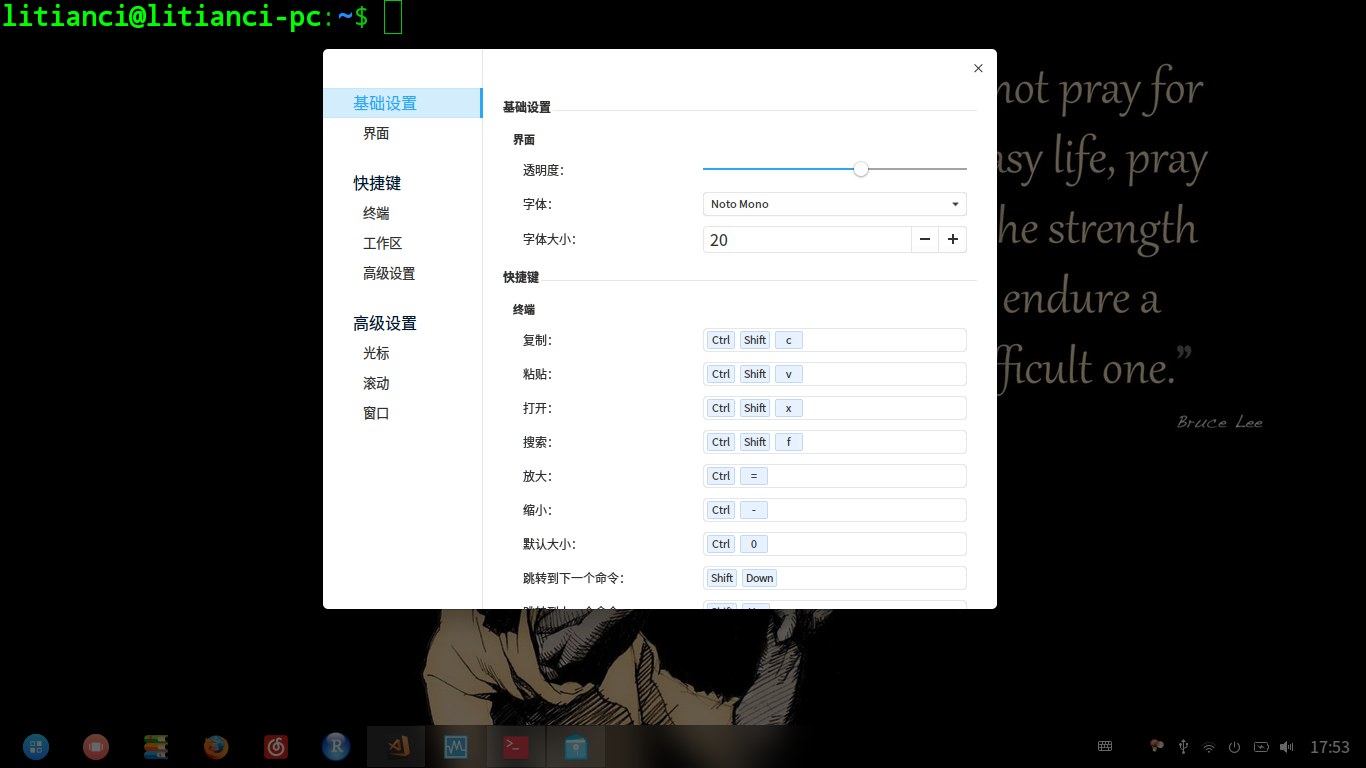 litianci@litianci-pc:~$
基础设置
界面
快捷键
终端
工作区
高级设置
高级设置
光标
滚动
窗口
基础设置
界面
透明度:
字体: Noto Mono
字体大小: 20
快捷键
终端
复制: Ctrl Shift c
粘贴: Ctrl Shift v
打开: Ctrl Shift x
搜索: Ctrl Shift f
放大: Ctrl =
缩小: Ctrl -
默认大小: Ctrl 0
跳转到下一个命令: Shift Down
not pray for
easy life, pray
the strength
endure a
difficult one.”
Bruce Lee
R
17:53